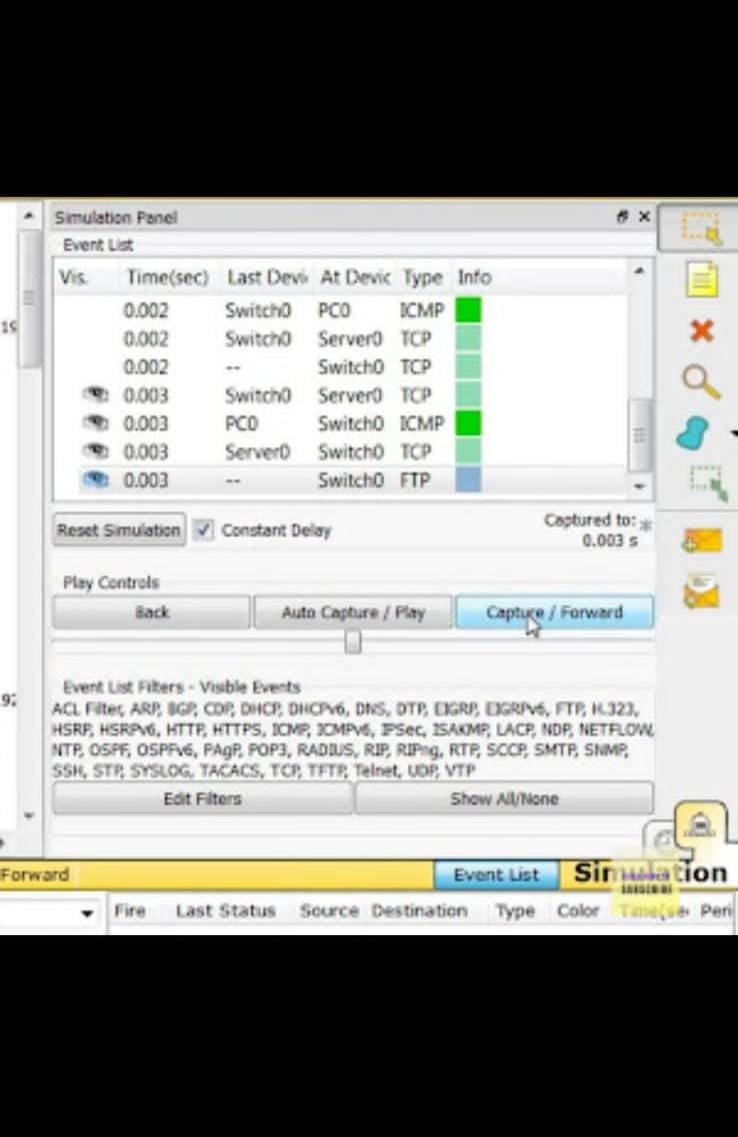 Simulation Panel
Event List
Vis. Time(sec) Last Devi At Devic Type Info
0.002 Switch0 PC0 ICMP
0.002 Switch0 Server0 TCP
0.002 -- Switch0 TCP
0.003 Switch0 Server0 TCP
0.003 PC0 Switch0 ICMP
0.003 Server0 Switch0 TCP
0.003 -- Switch0 FTP
Reset Simulation Constant Delay Captured to: *
0.003 s
Play Controls
Back Auto Capture / Play Capture / Forward
Event List Filters - Visible Events
ACL Filter, ARP, BGP, CDP, DHCP, DHCPv6, DNS, DTP, EIGRP, EIGRPv6, FTP, H.323,
HSRP, HSRPv6, HTTP, HTTPS, ICMP, ICMPv6, IPSec, ISAKMP, LACP, NDP, NETFLOW,
NTP, OSPF, OSPFv6, PAgP, POP3, RADIUS, RIP, RIPng, RTP, SCCP, SMTP, SNMP,
SSH, STP, SYSLOG, TACACS, TCP, TFTP, Telnet, UDP, VTP
Edit Filters Show All/None
Forward Event List Simulation
SUBSCRIBE
Fire Last Status Source Destination Type Color Time(se Peri
19
92